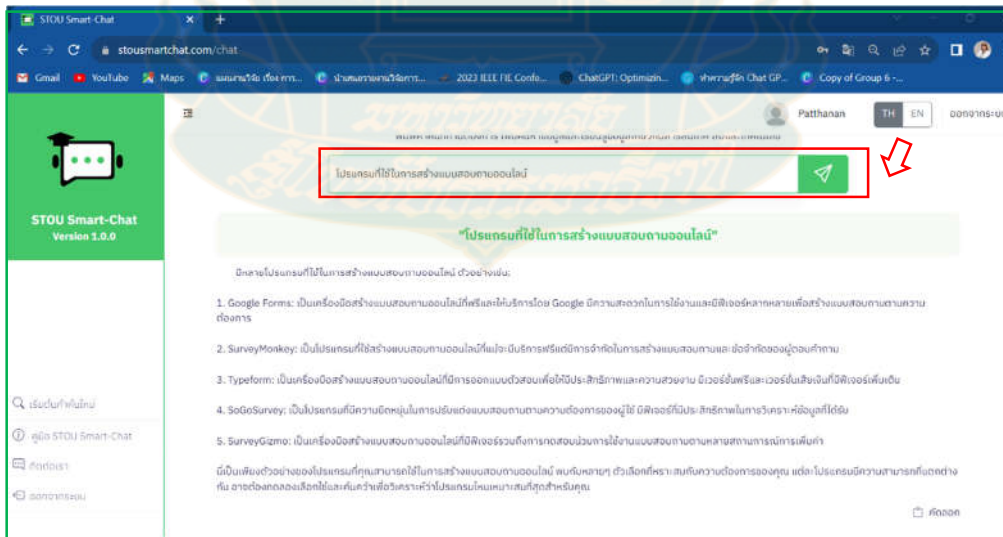 STOU Smart-Chat
stousmartchat.com/chat
Gmail
YouTube
Maps
2023 IEEE FIE Confe...
ChatGPT: Optimizin...
Copy of Group 6 -...
Patthanan
TH
EN
ออกจากระบบ
โปรแกรมที่ใช้ในการสร้างแบบสอบถามออนไลน์
STOU Smart-Chat
Version 1.0.0
"โปรแกรมที่ใช้ในการสร้างแบบสอบถามออนไลน์"
มีหลายโปรแกรมที่ใช้ในการสร้างแบบสอบถามออนไลน์ ตัวอย่างเช่น:
1. Google Forms: เป็นเครื่องมือสร้างแบบสอบถามออนไลน์ที่ฟรีและให้บริการโดย Google มีความสะดวกในการใช้งานและมีฟีเจอร์หลากหลายเพื่อสร้างแบบสอบถามตามความ
ต้องการ
2. SurveyMonkey: เป็นโปรแกรมที่ใช้สร้างแบบสอบถามออนไลน์ที่แม้จะมีบริการฟรีแต่มีการจำกัดในการสร้างแบบสอบถามและข้อจำกัดของผู้ตอบคำถาม
3. Typeform: เป็นเครื่องมือสร้างแบบสอบถามออนไลน์ที่มีการออกแบบตัวสอบเพื่อให้มีประสิทธิภาพและความสวยงาม มีเวอร์ชั่นฟรีและเวอร์ชั่นเสียเงินที่มีฟีเจอร์เพิ่มเติม
4. SoGoSurvey: เป็นโปรแกรมที่มีความยืดหยุ่นในการปรับแต่งแบบสอบถามตามความต้องการของผู้ใช้ มีฟีเจอร์ที่มีประสิทธิภาพในการวิเคราะห์ข้อมูลที่ได้รับ
5. SurveyGizmo: เป็นเครื่องมือสร้างแบบสอบถามออนไลน์ที่มีฟีเจอร์รวมถึงการทดสอบในการใช้งานแบบสอบถามตามหลายสถานการณ์
นี่เป็นเพียงตัวอย่างของโปรแกรมที่คุณสามารถใช้ในการสร้างแบบสอบถามออนไลน์ ตัวเลือกที่เหมาะสมกับความต้องการของคุณ แต่ละโปรแกรมมีความสามารถที่แตกต่าง
กัน อาจต้องทดลองเลือกใช้และค้นคว้าเพื่อวิเคราะห์ว่าโปรแกรมไหนเหมาะสมที่สุดสำหรับคุณ
เริ่มต้นคำค้นใหม่
คู่มือ STOU Smart-Chat
ติดต่อเรา
ออกจากระบบ
คัดลอก